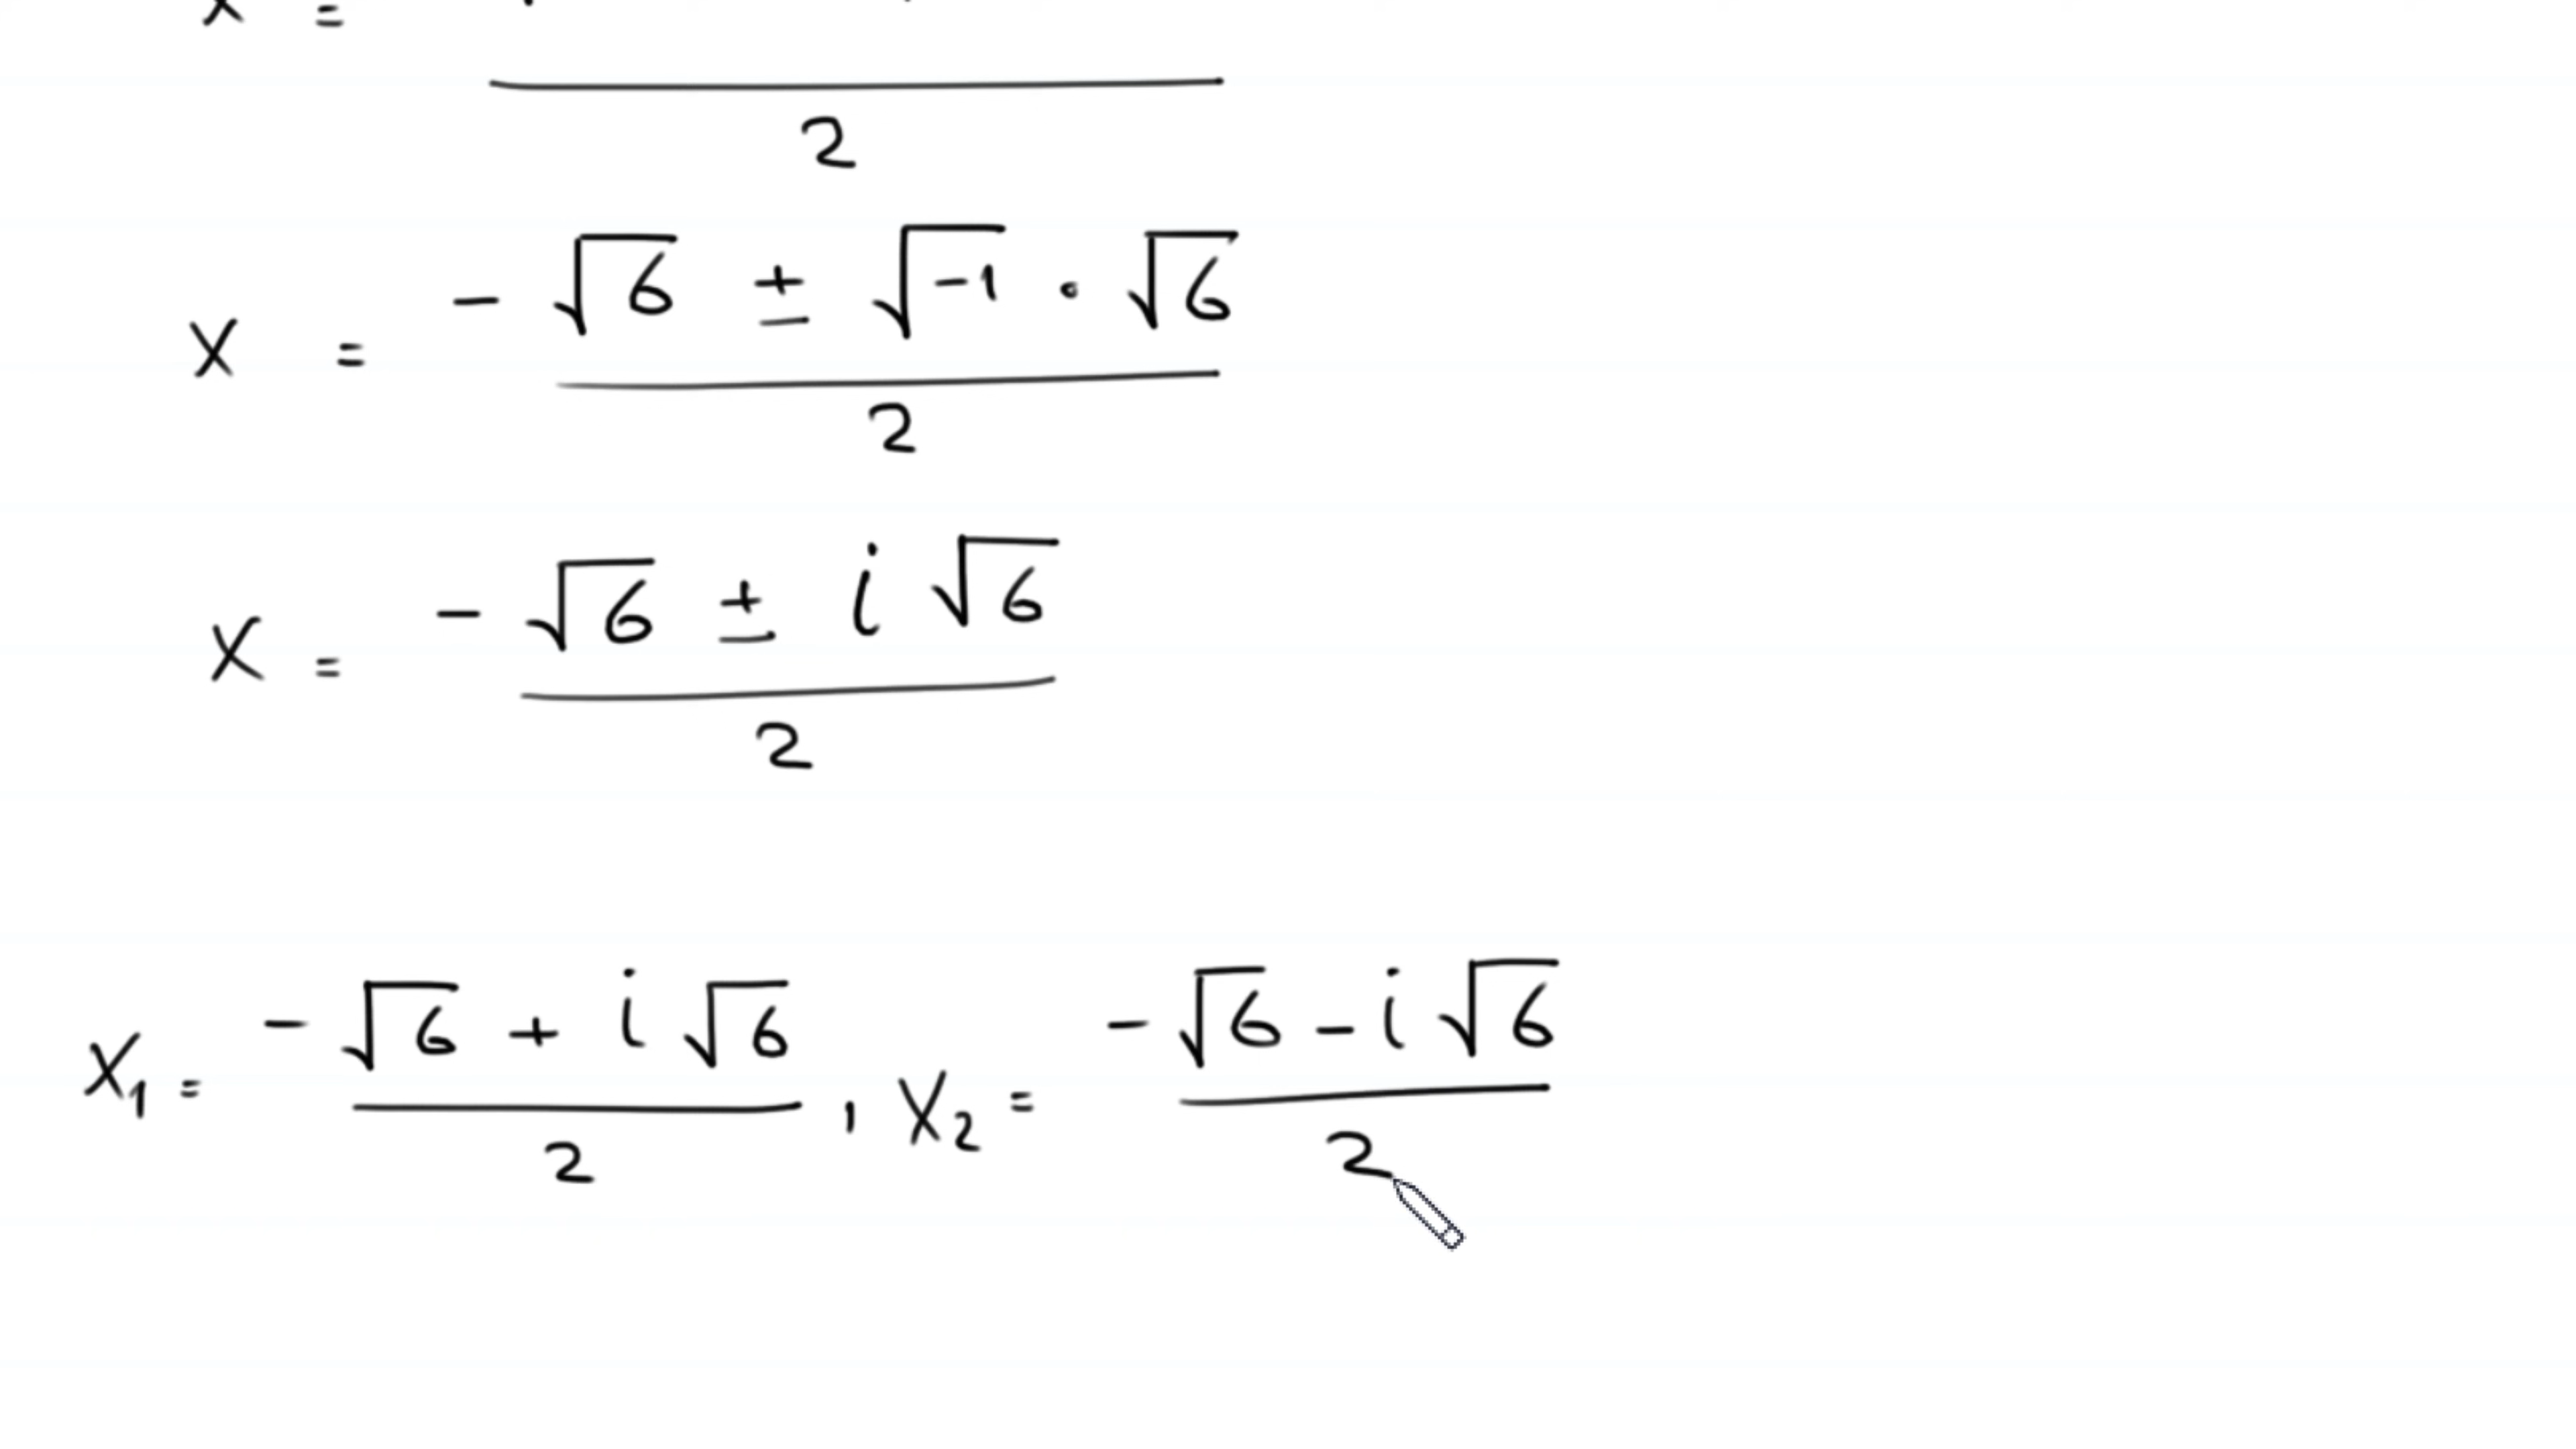 x =
2
x = - √6 ± √-1 · √6
2
x = - √6 ± i √6
2
x₁ = - √6 + i √6 / 2 , x₂ = - √6 - i √6 / 2